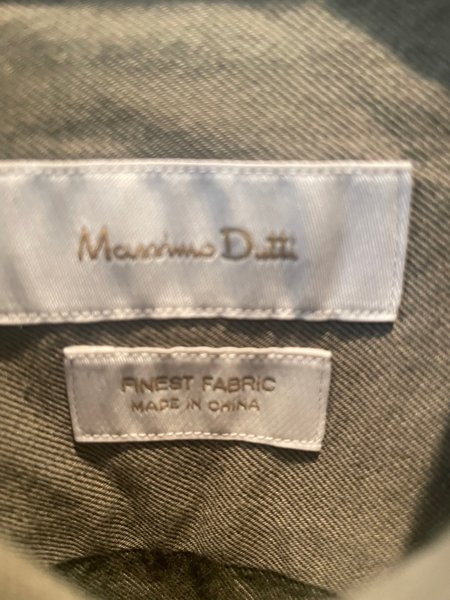 Massimo Dutti
FINEST FABRIC
MADE IN CHINA